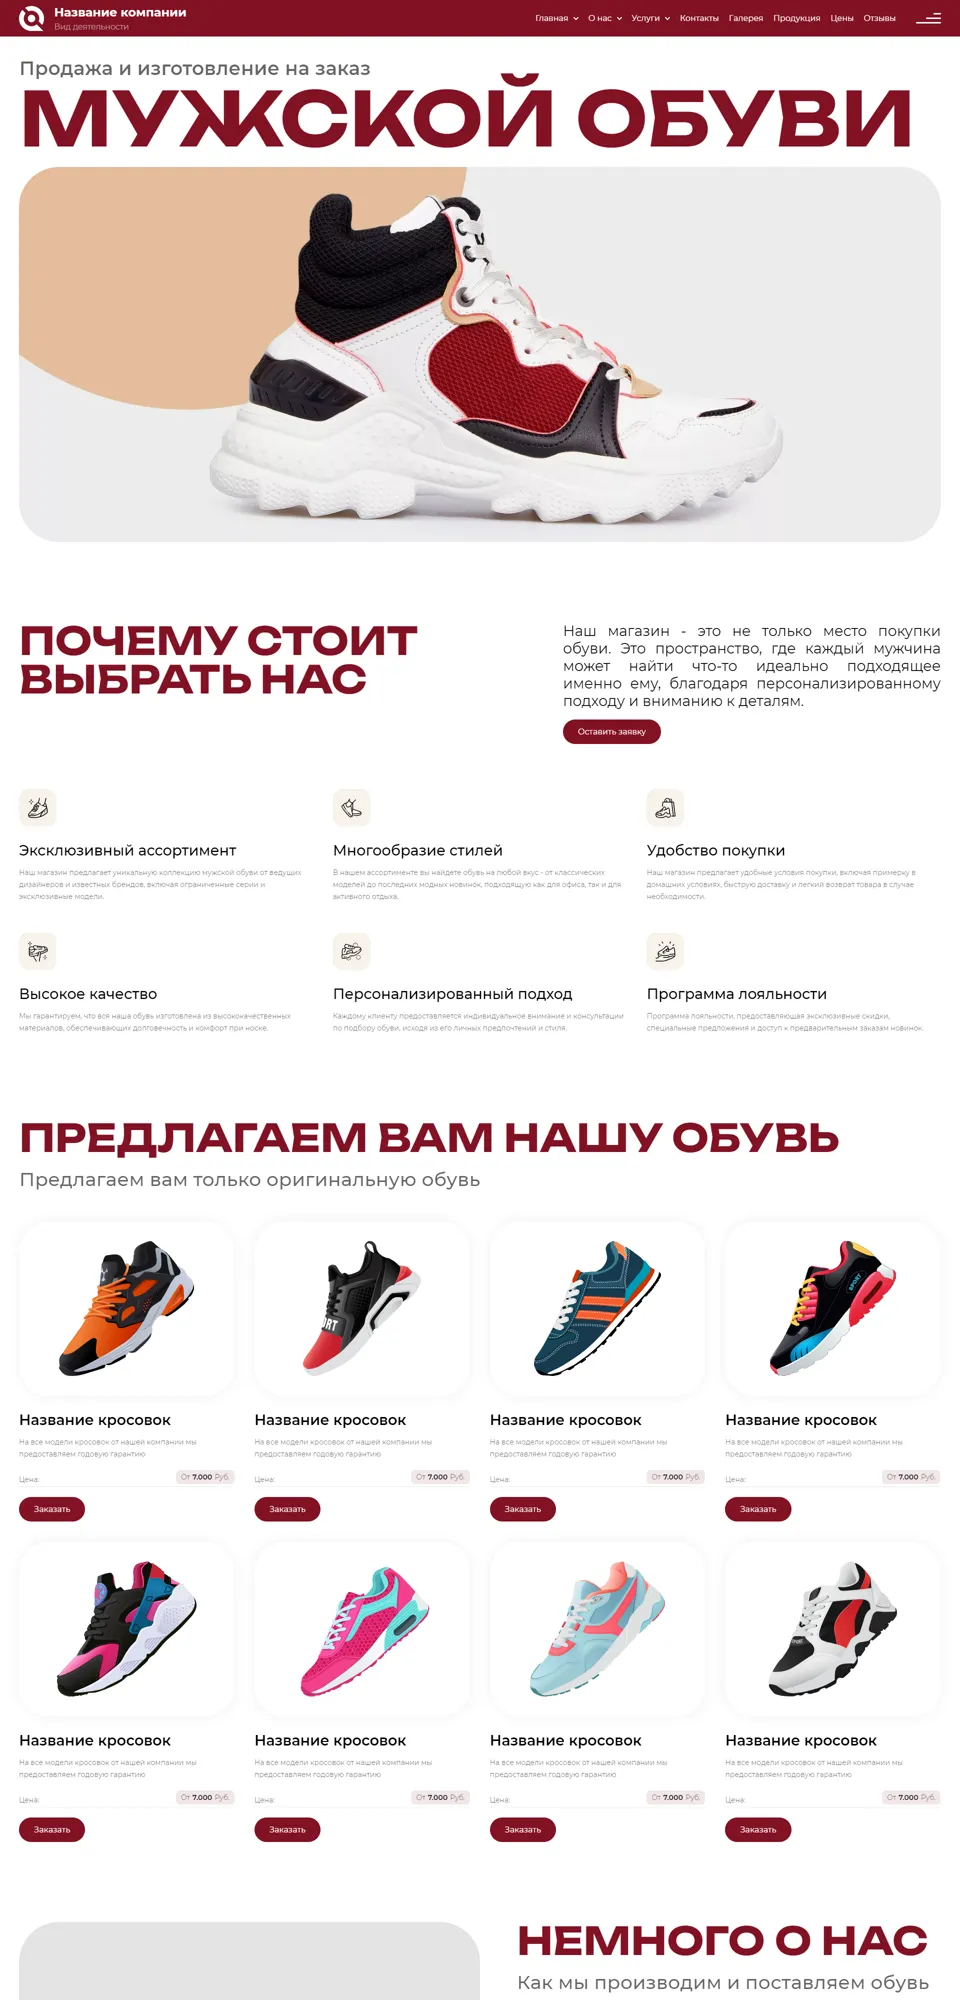 Название компании
Вид деятельности
Главная О нас Услуги Контакты Галерея Продукция Цены Отзывы
Продажа и изготовление на заказ
МУЖСКОЙ ОБУВИ
ПОЧЕМУ СТОИТ
ВЫБРАТЬ НАС
Наш магазин - это не только место покупки
обуви. Это пространство, где каждый мужчина
может найти что-то идеально подходящее
именно ему, благодаря персонализированному
подходу и вниманию к деталям.
Оставить заявку
Эксклюзивный ассортимент
Наш магазин предлагает уникальную коллекцию мужской обуви от ведущих
дизайнеров и известных брендов, включая ограниченные серии и
эксклюзивные модели.
Многообразие стилей
В нашем ассортименте вы найдете обувь на любой вкус - от классических
моделей до последних модных новинок, подходящую как для офиса, так и для
активного отдыха.
Удобство покупки
Наш магазин предлагает удобные условия покупки, включая примерку в
домашних условиях, быструю доставку и легкий возврат товара в случае
необходимости.
Высокое качество
Мы гарантируем, что вся наша обувь изготовлена из высококачественных
материалов, обеспечивающих долговечность и комфорт при носке.
Персонализированный подход
Каждому клиенту предоставляется индивидуальное внимание и консультации
по подбору обуви, исходя из его личных предпочтений и стиля.
Программа лояльности
Программа лояльности, предоставляющая эксклюзивные скидки,
специальные предложения и доступ к предварительным заказам новинок.
ПРЕДЛАГАЕМ ВАМ НАШУ ОБУВЬ
Предлагаем вам только оригинальную обувь
SPORT
Название кросовок
На все модели кросовок от нашей компании мы
предоставляем годовую гарантию
Цена:
От 7.000 Руб.
Заказать
Название кросовок
На все модели кросовок от нашей компании мы
предоставляем годовую гарантию
Цена:
От 7.000 Руб.
Заказать
Название кросовок
На все модели кросовок от нашей компании мы
предоставляем годовую гарантию
Цена:
От 7.000 Руб.
Заказать
Название кросовок
На все модели кросовок от нашей компании мы
предоставляем годовую гарантию
Цена:
От 7.000 Руб.
Заказать
Название кросовок
На все модели кросовок от нашей компании мы
предоставляем годовую гарантию
Цена:
От 7.000 Руб.
Заказать
Название кросовок
На все модели кросовок от нашей компании мы
предоставляем годовую гарантию
Цена:
От 7.000 Руб.
Заказать
Название кросовок
На все модели кросовок от нашей компании мы
предоставляем годовую гарантию
Цена:
От 7.000 Руб.
Заказать
Название кросовок
На все модели кросовок от нашей компании мы
предоставляем годовую гарантию
Цена:
От 7.000 Руб.
Заказать
НЕМНОГО О НАС
Как мы производим и поставляем обувь